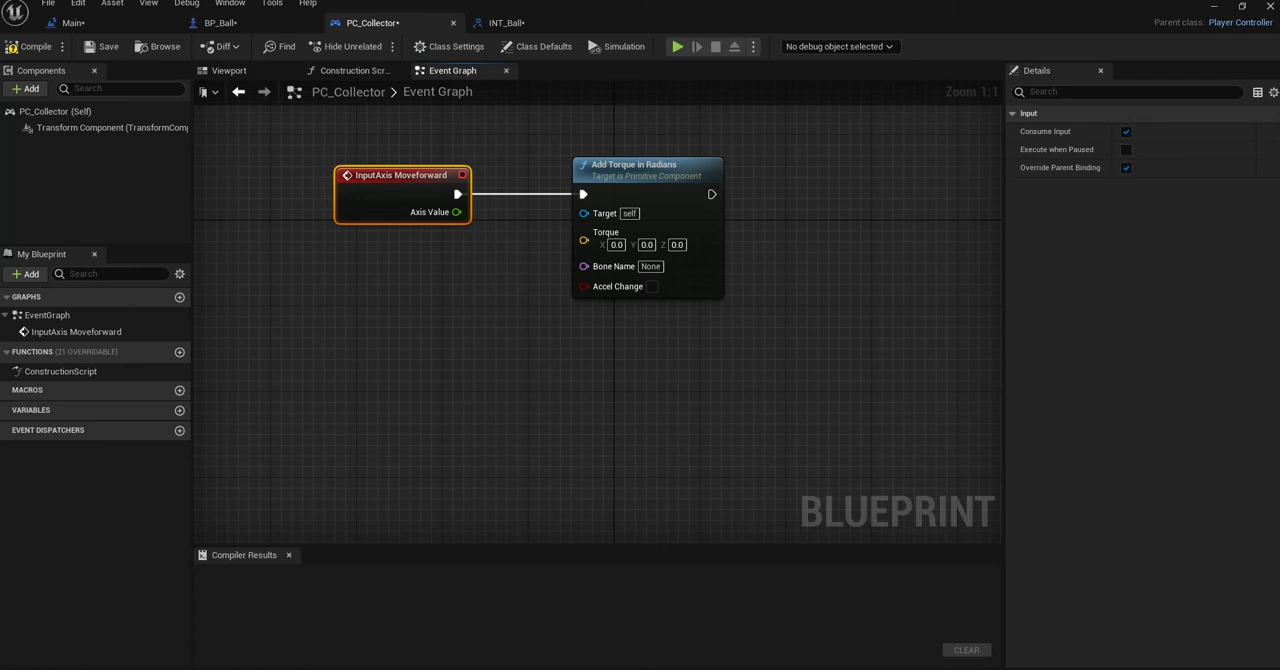 File Edit Asset View Debug Window Tools Help
Main• BP_Ball• PC_Collector• INT_Ball•
Parent class: Player Controller
Compile Save Browse Diff Find Hide Unrelated Class Settings Class Defaults Simulation No debug object selected
Components
Add Search
PC_Collector (Self)
Transform Component (TransformComp
Viewport Construction Scr... Event Graph
PC_Collector > Event Graph Zoom 1:1
InputAxis Moveforward
Axis Value
Add Torque in Radians
Target is Primitive Component
Target self
Torque
X 0.0 Y 0.0 Z 0.0
Bone Name None
Accel Change
BLUEPRINT
My Blueprint
Add Search
GRAPHS
EventGraph
InputAxis Moveforward
FUNCTIONS (21 OVERRIDABLE)
ConstructionScript
MACROS
VARIABLES
EVENT DISPATCHERS
Compiler Results
CLEAR
Details
Search
Input
Consume Input
Execute when Paused
Override Parent Binding